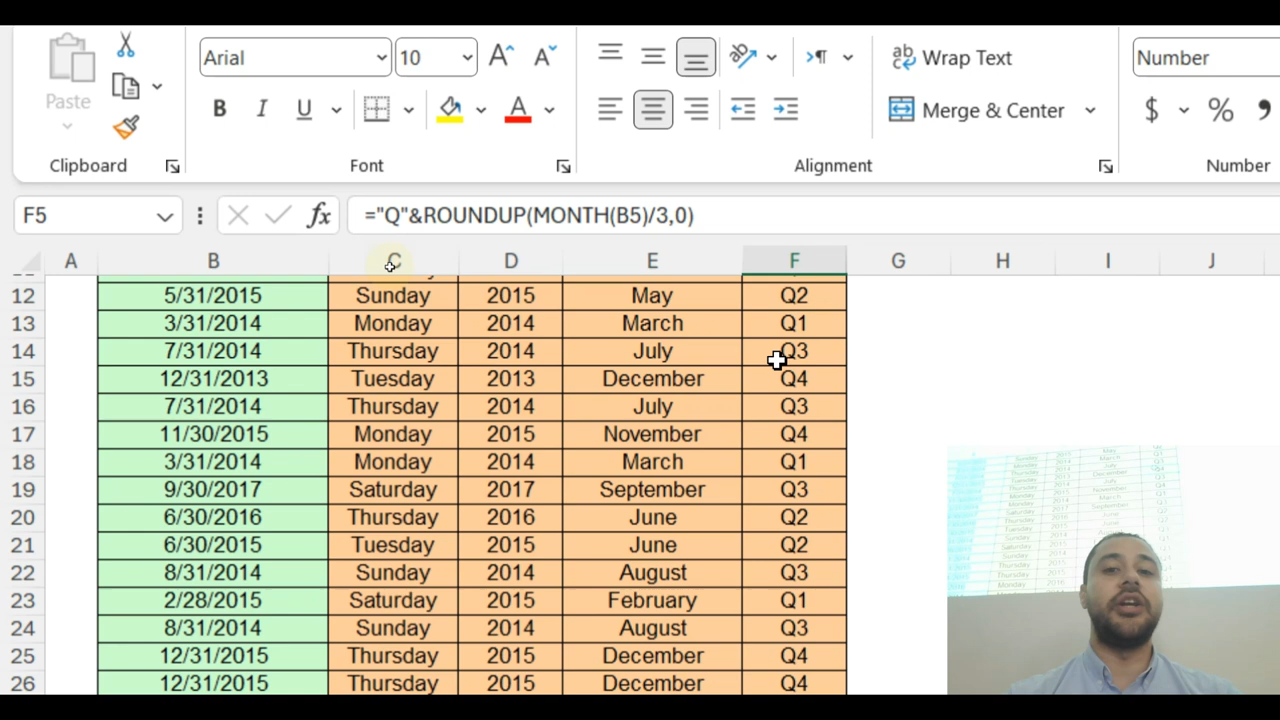 Arial 10 Wrap Text Number
Paste B I U A Merge & Center $ % ,
Clipboard Font Alignment Number
F5 fx ="Q"&ROUNDUP(MONTH(B5)/3,0)
A B C D E F G H I J
12 5/31/2015 Sunday 2015 May Q2
13 3/31/2014 Monday 2014 March Q1
14 7/31/2014 Thursday 2014 July Q3
15 12/31/2013 Tuesday 2013 December Q4
16 7/31/2014 Thursday 2014 July Q3
17 11/30/2015 Monday 2015 November Q4
18 3/31/2014 Monday 2014 March Q1
19 9/30/2017 Saturday 2017 September Q3
20 6/30/2016 Thursday 2016 June Q2
21 6/30/2015 Tuesday 2015 June Q2
22 8/31/2014 Sunday 2014 August Q3
23 2/28/2015 Saturday 2015 February Q1
24 8/31/2014 Sunday 2014 August Q3
25 12/31/2015 Thursday 2015 December Q4
26 12/31/2015 Thursday 2015 December Q4